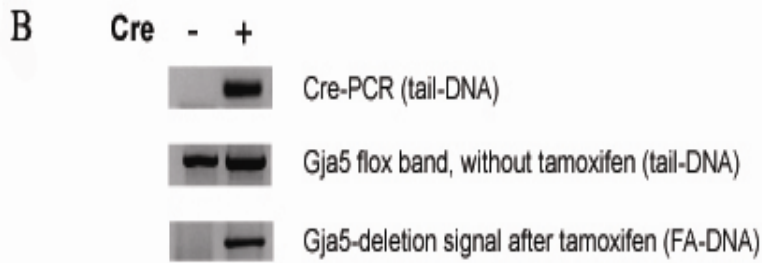 B Cre - +
Cre-PCR (tail-DNA)
Gja5 flox band, without tamoxifen (tail-DNA)
Gja5-deletion signal after tamoxifen (FA-DNA)